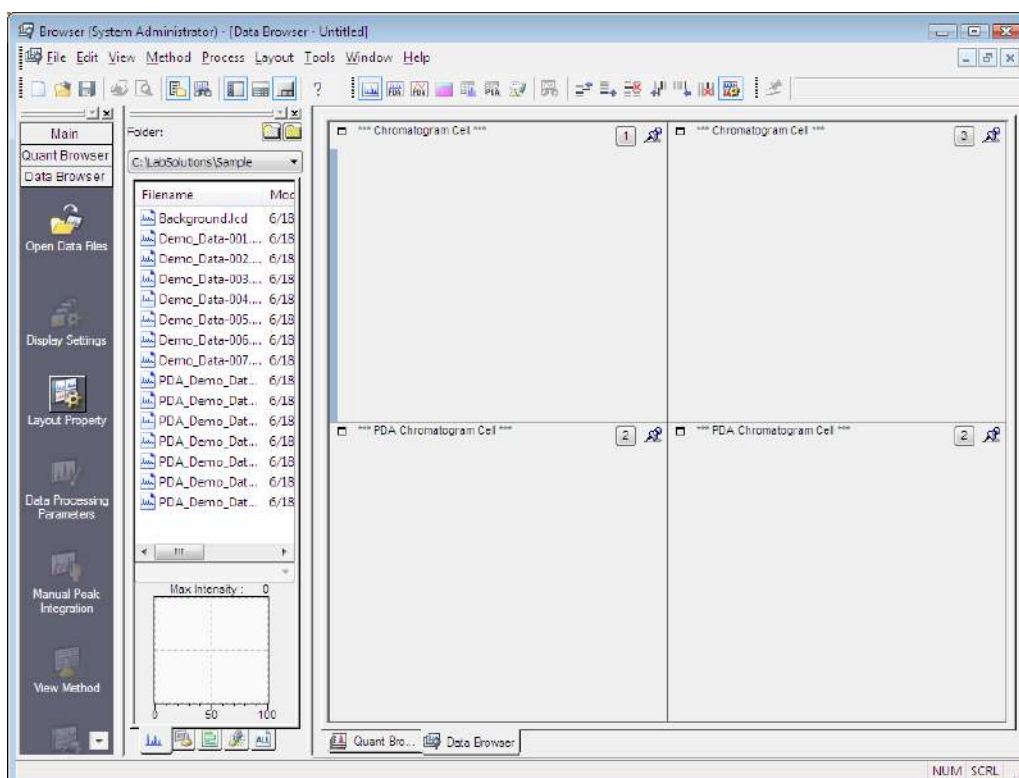 Browser (System Administrator) - [Data Browser - Untitled]
File Edit View Method Process Layout Tools Window Help
Main
Quant Browser
Data Browser
Open Data Files
Display Settings
Layout Property
Data Processing
Parameters
Manual Peak
Integration
View Method
Folder:
C:\LabSolutions\Sample
Filename Mod
Background.lcd 6/18
Demo_Data-001.... 6/18
Demo_Data-002.... 6/18
Demo_Data-003.... 6/18
Demo_Data-004.... 6/18
Demo_Data-005.... 6/18
Demo_Data-006.... 6/18
Demo_Data-007.... 6/18
PDA_Demo_Dat... 6/18
PDA_Demo_Dat... 6/18
PDA_Demo_Dat... 6/18
PDA_Demo_Dat... 6/18
PDA_Demo_Dat... 6/18
PDA_Demo_Dat... 6/18
PDA_Demo_Dat... 6/18
Max Intensity : 0
0 50 100
ALL
*** Chromatogram Cell *** 1
*** Chromatogram Cell *** 3
*** PDA Chromatogram Cell *** 2
*** PDA Chromatogram Cell *** 2
Quant Bro... Data Browser
NUM SCRL